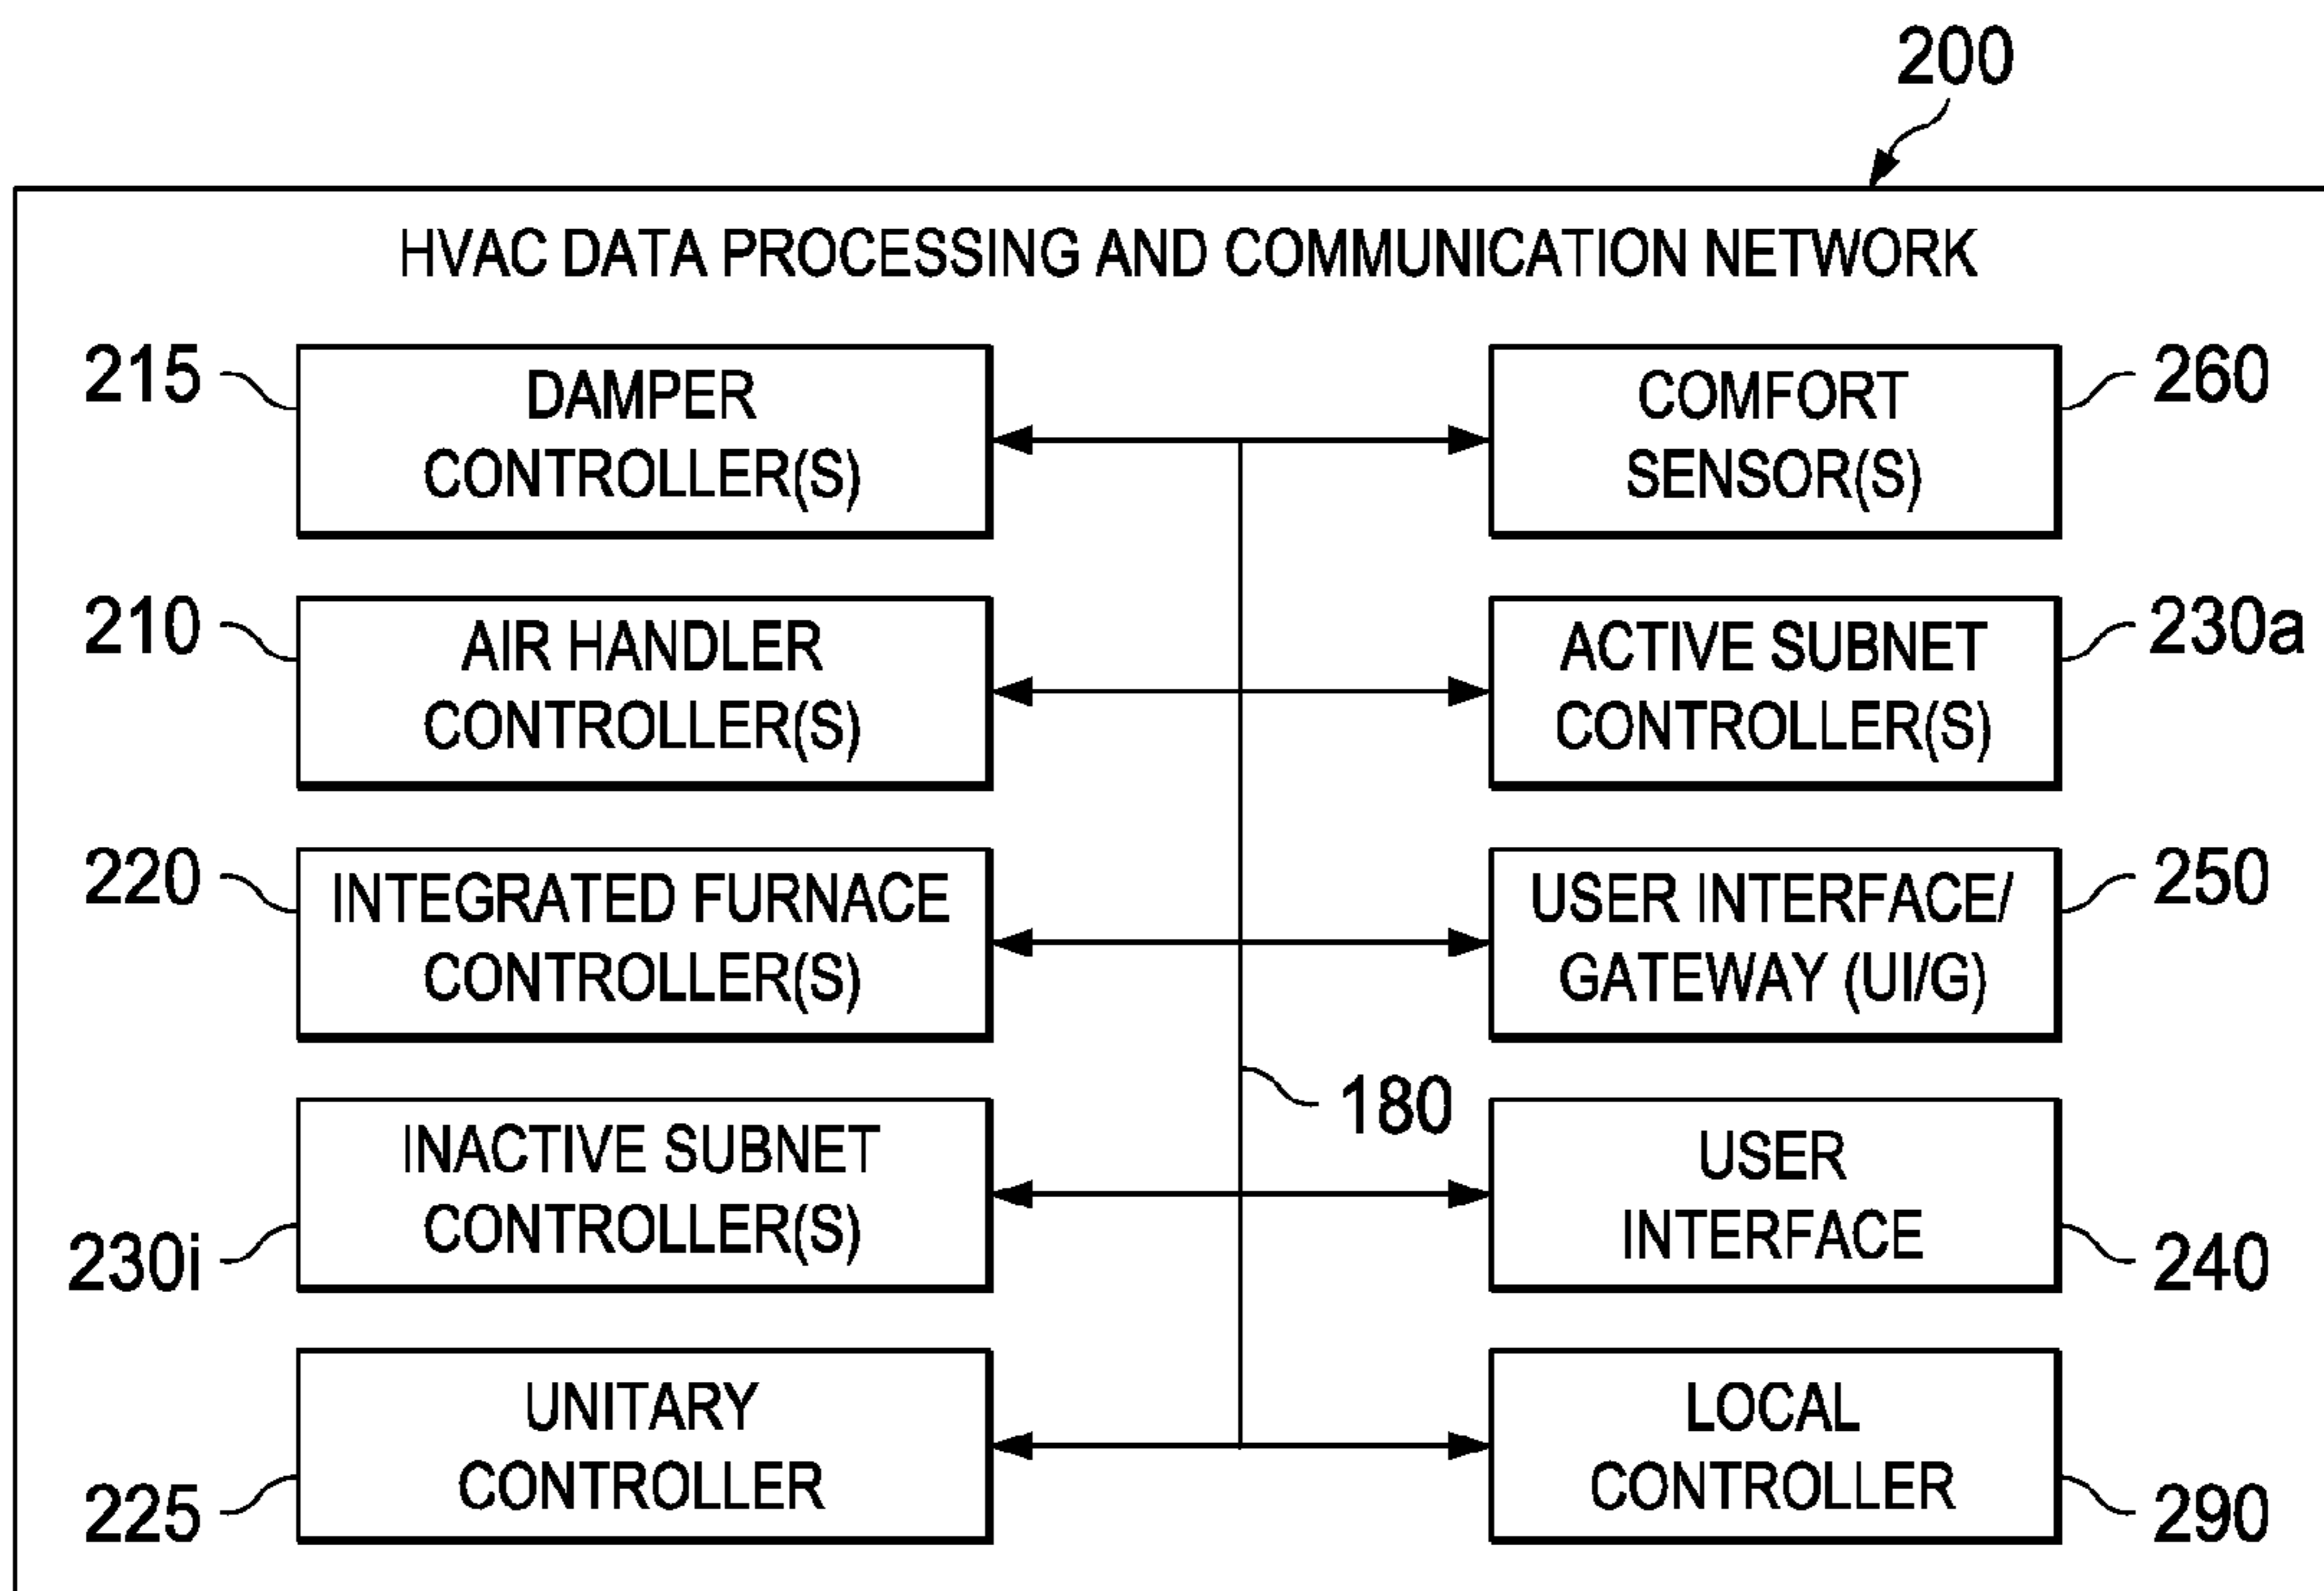 200
HVAC DATA PROCESSING AND COMMUNICATION NETWORK
215
DAMPER
CONTROLLER(S)
COMFORT
SENSOR(S)
260
210
AIR HANDLER
CONTROLLER(S)
ACTIVE SUBNET
CONTROLLER(S)
230a
220
INTEGRATED FURNACE
CONTROLLER(S)
USER INTERFACE/
GATEWAY (UI/G)
250
180
INACTIVE SUBNET
CONTROLLER(S)
230i
USER
INTERFACE
240
UNITARY
CONTROLLER
225
LOCAL
CONTROLLER
290